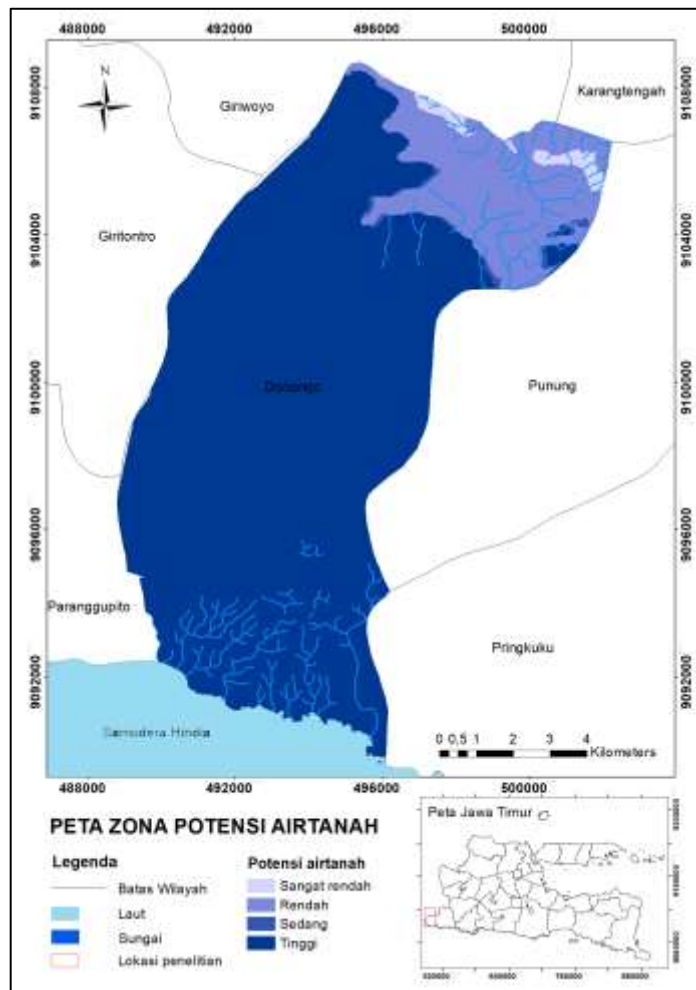 488000 492000 496000 500000
N
Giriwoyo
Karangtengah
9108000
9108000
Giritontro
9104000
9104000
Donorojo
Punung
9100000
9100000
9096000
9096000
Paranggupito
Pringkuku
9092000
9092000
Samudera Hindia
0 0,5 1 2 3 4
Kilometers
488000 492000 496000 500000
PETA ZONA POTENSI AIRTANAH
Legenda
Batas Wilayah
Laut
Sungai
Lokasi penelitian
Potensi airtanah
Sangat rendah
Rendah
Sedang
Tinggi
Peta Jawa Timur